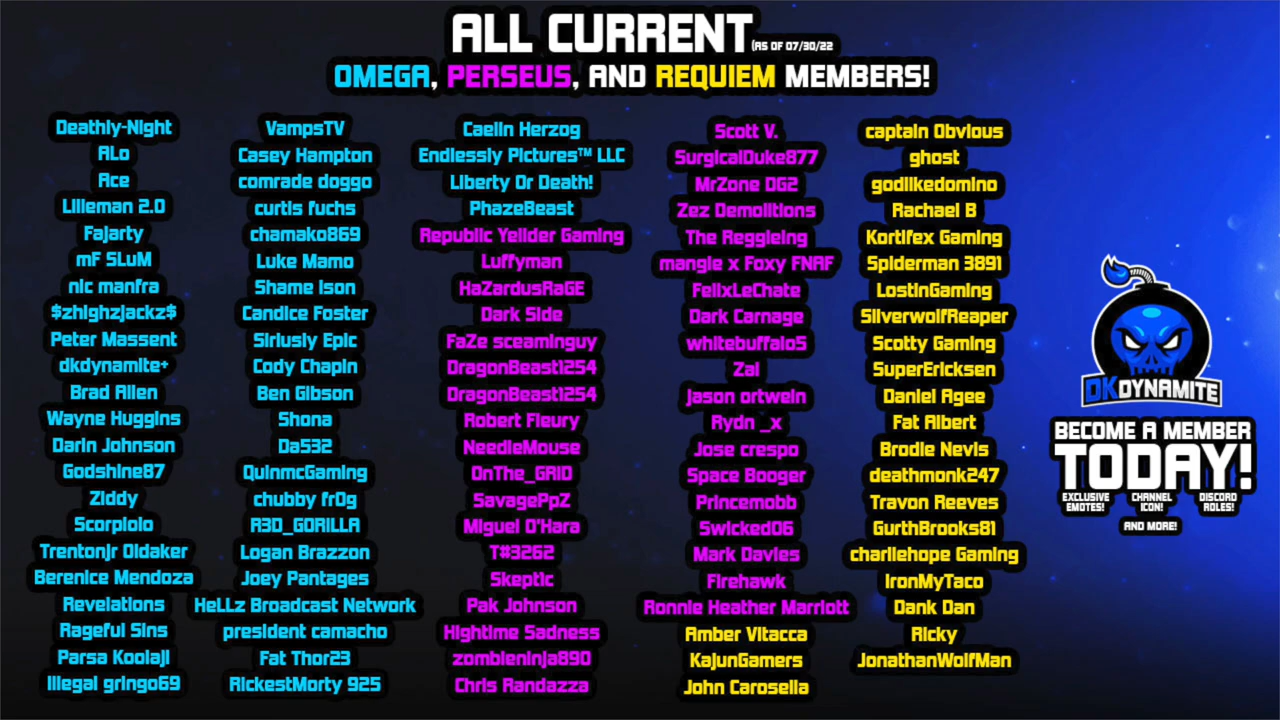 ALL CURRENT (AS OF 07/30/22
OMEGA, PERSEUS, AND REQUIEM MEMBERS!
Deathly-Night
ALo
Ace
Lilleman 2.0
Fajarty
mF SLuM
nic manfra
$zhighzjackz$
Peter Massent
dkdynamite+
Brad Allen
Wayne Huggins
Darin Johnson
Godshine87
Ziddy
Scorpiolo
Trentonjr Oldaker
Berenice Mendoza
Revelations
Rageful Sins
Parsa Koolaji
Illegal gringo69
VampsTV
Casey Hampton
comrade doggo
curtis fuchs
chamako869
Luke Mamo
Shame Ison
Candice Foster
Siriusly Epic
Cody Chapin
Ben Gibson
Shona
Da532
QuinmcGaming
chubby fr0g
A3D_GORILLA
Logan Brazzon
Joey Pantages
HeLLz Broadcast Network
president camacho
Fat Thor23
RickestMorty 925
Caelin Herzog
Endlessly Pictures™ LLC
Liberty Or Death!
PhazeBeast
Republic Yellder Gaming
Luffyman
HaZardusRaGE
Dark Side
FaZe sceaminguy
DragonBeast1254
DragonBeast1254
Robert Fleury
NeedleMouse
OnThe_GRID
SavagePpZ
Miguel O'Hara
T#3262
Skeptic
Pak Johnson
Hightime Sadness
zombieninja890
Chris Randazza
Scott V.
SurgicalDuke877
MrZone DG2
Zez Demolitions
The Reggieing
mangle x Foxy FNAF
FelixLeChate
Dark Carnage
whitebuffalo5
Zal
jason ortwein
Rydn _x
Jose crespo
Space Booger
Princemobb
Swicked06
Mark Davies
Firehawk
Ronnie Heather Marriott
Amber Vitacca
KajunGamers
John Carosella
captain Obvious
ghost
godlikedomino
Rachael B
Kortifex Gaming
Spiderman 3891
LostInGaming
SilverwolfReaper
Scotty Gaming
SuperEricksen
Daniel Agee
Fat Albert
Brodie Nevis
deathmonk247
Travon Reeves
GurthBrooks81
charliehope Gaming
IronMyTaco
Dank Dan
Ricky
JonathanWolfMan
DKDYNAMITE
BECOME A MEMBER
TODAY!
EXCLUSIVE EMOTES!
CHANNEL ICON!
DISCORD ROLES!
AND MORE!